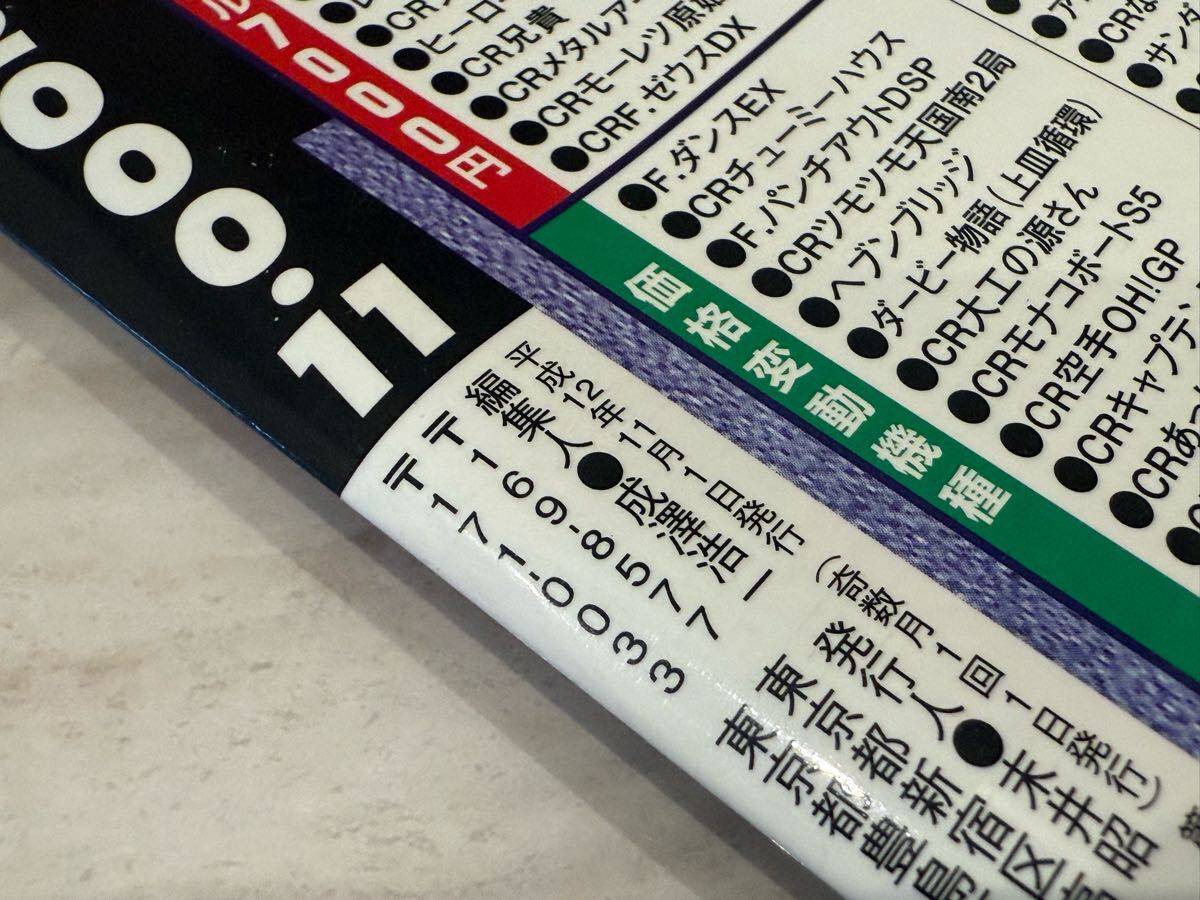 2000.11
7000円
●CR兄貴
●CRメタルアー
●CRモーレツ原始
●CRF.ゼウスDX
価格変動機種
●F.ダンスEX
●CRチューミーハウス
●F.パンチアウトDSP
●CRツモツモ天国南2局
●ヘブンブリッジ
●ダービー物語(上皿循環)
●CR大工の源さん
●CRモナコボートS5
●CR空手OH!GP
●CRキャプテン
●CRあっ
平成12年11月1日発行(奇数月1回1日発行)
編集人●成澤浩一 発行人●末井昭
〒169-8577 東京都新宿区高
〒171-0033 東京都豊島